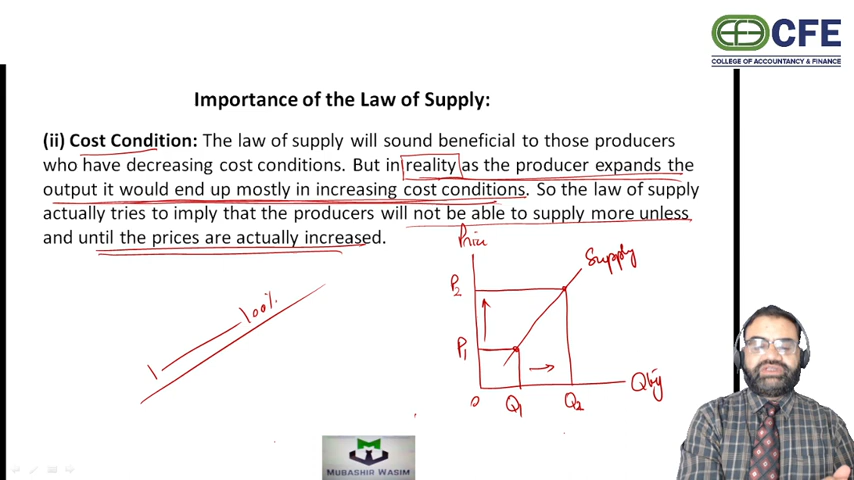 CFE
COLLEGE OF ACCOUNTANCY & FINANCE
Importance of the Law of Supply:
(ii) Cost Condition: The law of supply will sound beneficial to those producers
who have decreasing cost conditions. But in reality as the producer expands the
output it would end up mostly in increasing cost conditions. So the law of supply
actually tries to imply that the producers will not be able to supply more unless
and until the prices are actually increased.
Price
Supply
P2
P1
0
Q1
Q2
Qty
1
100%
MUBASHIR WASIM